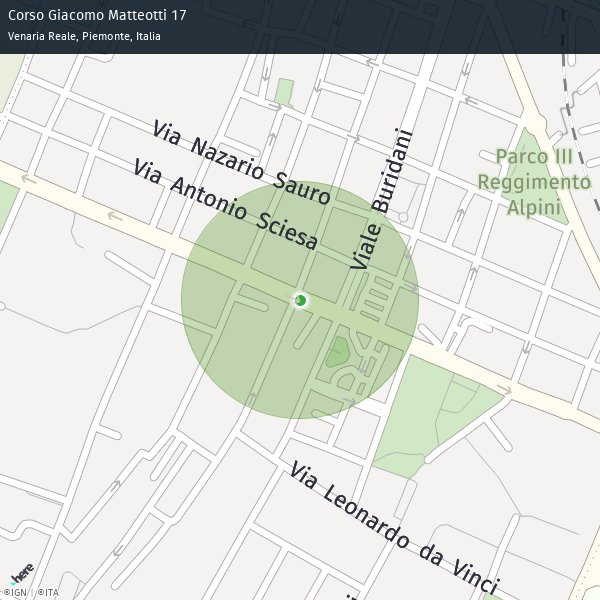 Corso Giacomo Matteotti 17
Venaria Reale, Piemonte, Italia
Via Nazario Sauro
Via Antonio Sciesa
Viale Buridani
Parco III
Reggimento
Alpini
Via Leonardo da Vinci
here
©IGN | ©ITA